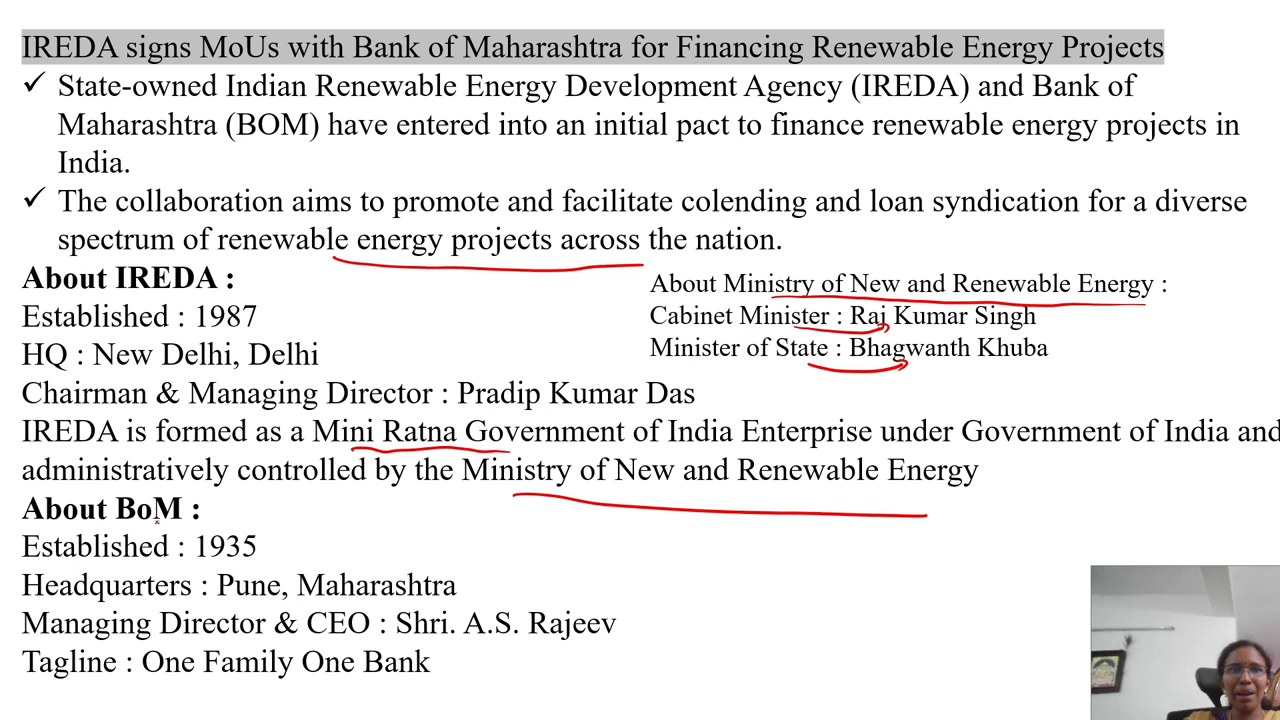 IREDA signs MoUs with Bank of Maharashtra for Financing Renewable Energy Projects
✓ State-owned Indian Renewable Energy Development Agency (IREDA) and Bank of
Maharashtra (BOM) have entered into an initial pact to finance renewable energy projects in
India.
✓ The collaboration aims to promote and facilitate colending and loan syndication for a diverse
spectrum of renewable energy projects across the nation.
About IREDA :
Established : 1987
HQ : New Delhi, Delhi
Chairman & Managing Director : Pradip Kumar Das
IREDA is formed as a Mini Ratna Government of India Enterprise under Government of India and
administratively controlled by the Ministry of New and Renewable Energy
About Ministry of New and Renewable Energy :
Cabinet Minister : Raj Kumar Singh
Minister of State : Bhagwanth Khuba
About BoM :
Established : 1935
Headquarters : Pune, Maharashtra
Managing Director & CEO : Shri. A.S. Rajeev
Tagline : One Family One Bank